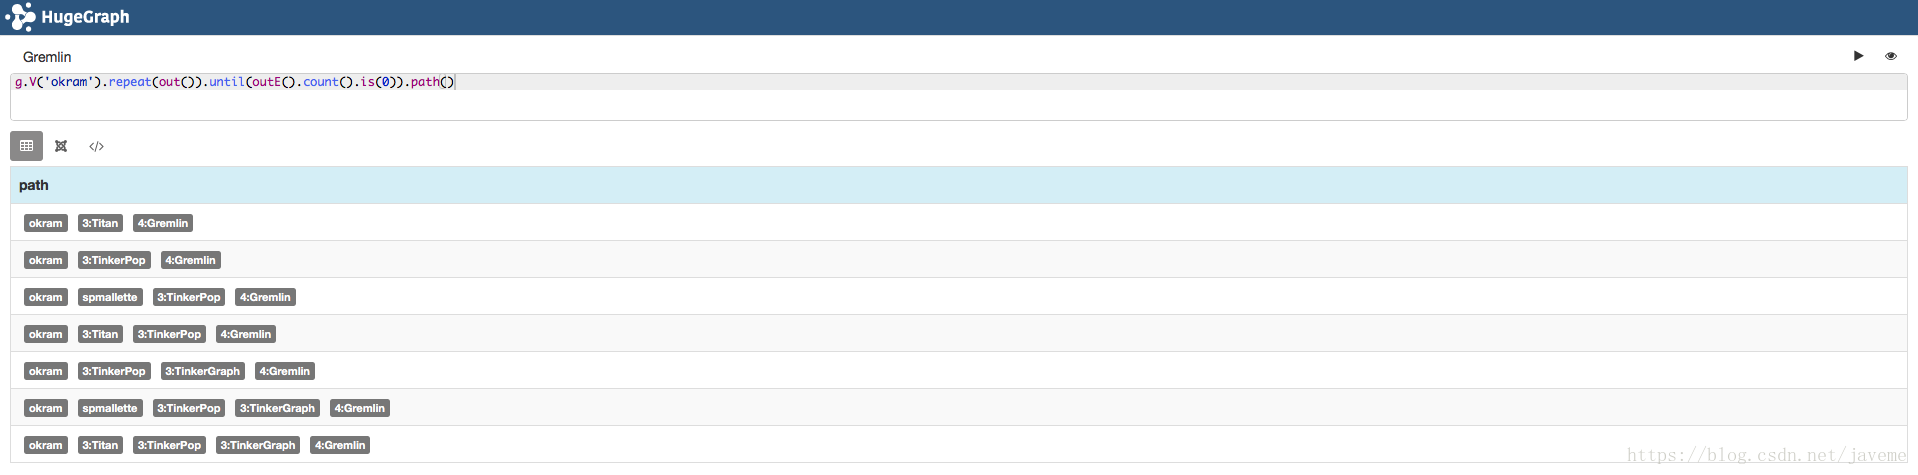 HugeGraph
Gremlin
g.V('okram').repeat(out()).until(outE().count().is(0)).path()
path
okram 3:Titan 4:Gremlin
okram 3:TinkerPop 4:Gremlin
okram spmallette 3:TinkerPop 4:Gremlin
okram 3:Titan 3:TinkerPop 4:Gremlin
okram 3:TinkerPop 3:TinkerGraph 4:Gremlin
okram spmallette 3:TinkerPop 3:TinkerGraph 4:Gremlin
okram 3:Titan 3:TinkerPop 3:TinkerGraph 4:Gremlin
https://blog.csdn.net/javeme